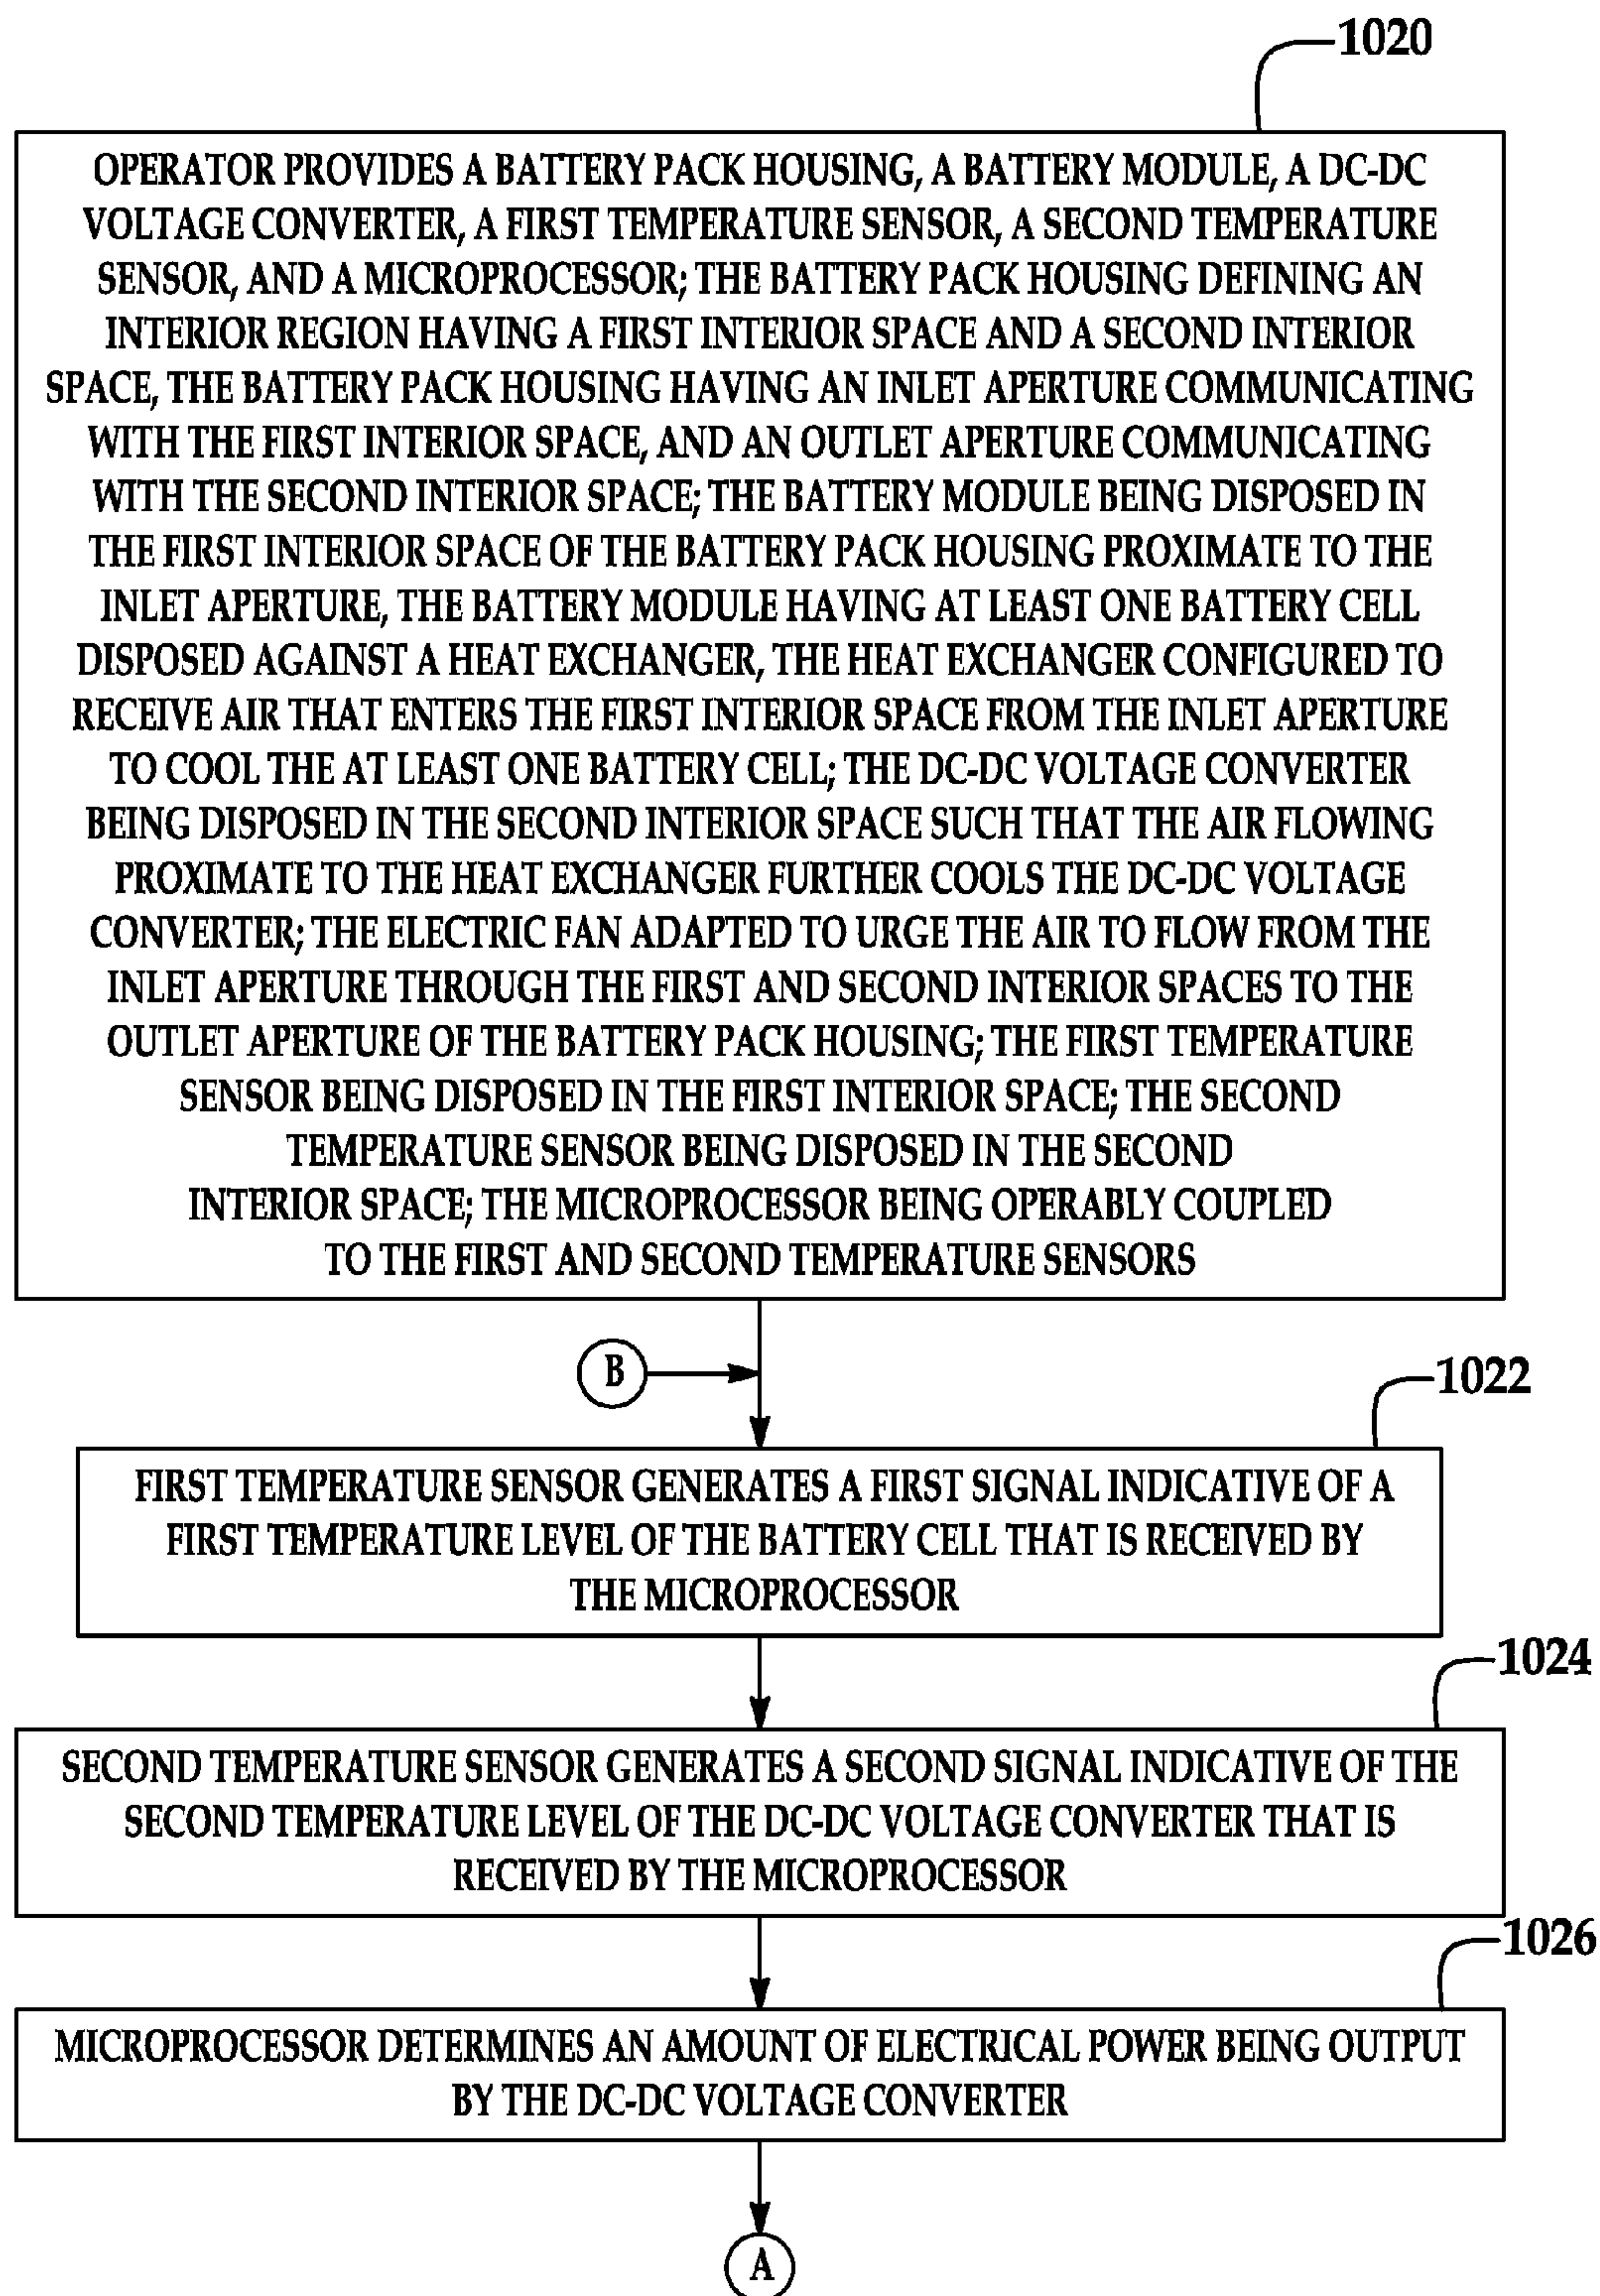 1020
OPERATOR PROVIDES A BATTERY PACK HOUSING, A BATTERY MODULE, A DC-DC
VOLTAGE CONVERTER, A FIRST TEMPERATURE SENSOR, A SECOND TEMPERATURE
SENSOR, AND A MICROPROCESSOR; THE BATTERY PACK HOUSING DEFINING AN
INTERIOR REGION HAVING A FIRST INTERIOR SPACE AND A SECOND INTERIOR
SPACE, THE BATTERY PACK HOUSING HAVING AN INLET APERTURE COMMUNICATING
WITH THE FIRST INTERIOR SPACE, AND AN OUTLET APERTURE COMMUNICATING
WITH THE SECOND INTERIOR SPACE; THE BATTERY MODULE BEING DISPOSED IN
THE FIRST INTERIOR SPACE OF THE BATTERY PACK HOUSING PROXIMATE TO THE
INLET APERTURE, THE BATTERY MODULE HAVING AT LEAST ONE BATTERY CELL
DISPOSED AGAINST A HEAT EXCHANGER, THE HEAT EXCHANGER CONFIGURED TO
RECEIVE AIR THAT ENTERS THE FIRST INTERIOR SPACE FROM THE INLET APERTURE
TO COOL THE AT LEAST ONE BATTERY CELL; THE DC-DC VOLTAGE CONVERTER
BEING DISPOSED IN THE SECOND INTERIOR SPACE SUCH THAT THE AIR FLOWING
PROXIMATE TO THE HEAT EXCHANGER FURTHER COOLS THE DC-DC VOLTAGE
CONVERTER; THE ELECTRIC FAN ADAPTED TO URGE THE AIR TO FLOW FROM THE
INLET APERTURE THROUGH THE FIRST AND SECOND INTERIOR SPACES TO THE
OUTLET APERTURE OF THE BATTERY PACK HOUSING; THE FIRST TEMPERATURE
SENSOR BEING DISPOSED IN THE FIRST INTERIOR SPACE; THE SECOND
TEMPERATURE SENSOR BEING DISPOSED IN THE SECOND
INTERIOR SPACE; THE MICROPROCESSOR BEING OPERABLY COUPLED
TO THE FIRST AND SECOND TEMPERATURE SENSORS
B
1022
FIRST TEMPERATURE SENSOR GENERATES A FIRST SIGNAL INDICATIVE OF A
FIRST TEMPERATURE LEVEL OF THE BATTERY CELL THAT IS RECEIVED BY
THE MICROPROCESSOR
1024
SECOND TEMPERATURE SENSOR GENERATES A SECOND SIGNAL INDICATIVE OF THE
SECOND TEMPERATURE LEVEL OF THE DC-DC VOLTAGE CONVERTER THAT IS
RECEIVED BY THE MICROPROCESSOR
1026
MICROPROCESSOR DETERMINES AN AMOUNT OF ELECTRICAL POWER BEING OUTPUT
BY THE DC-DC VOLTAGE CONVERTER
A